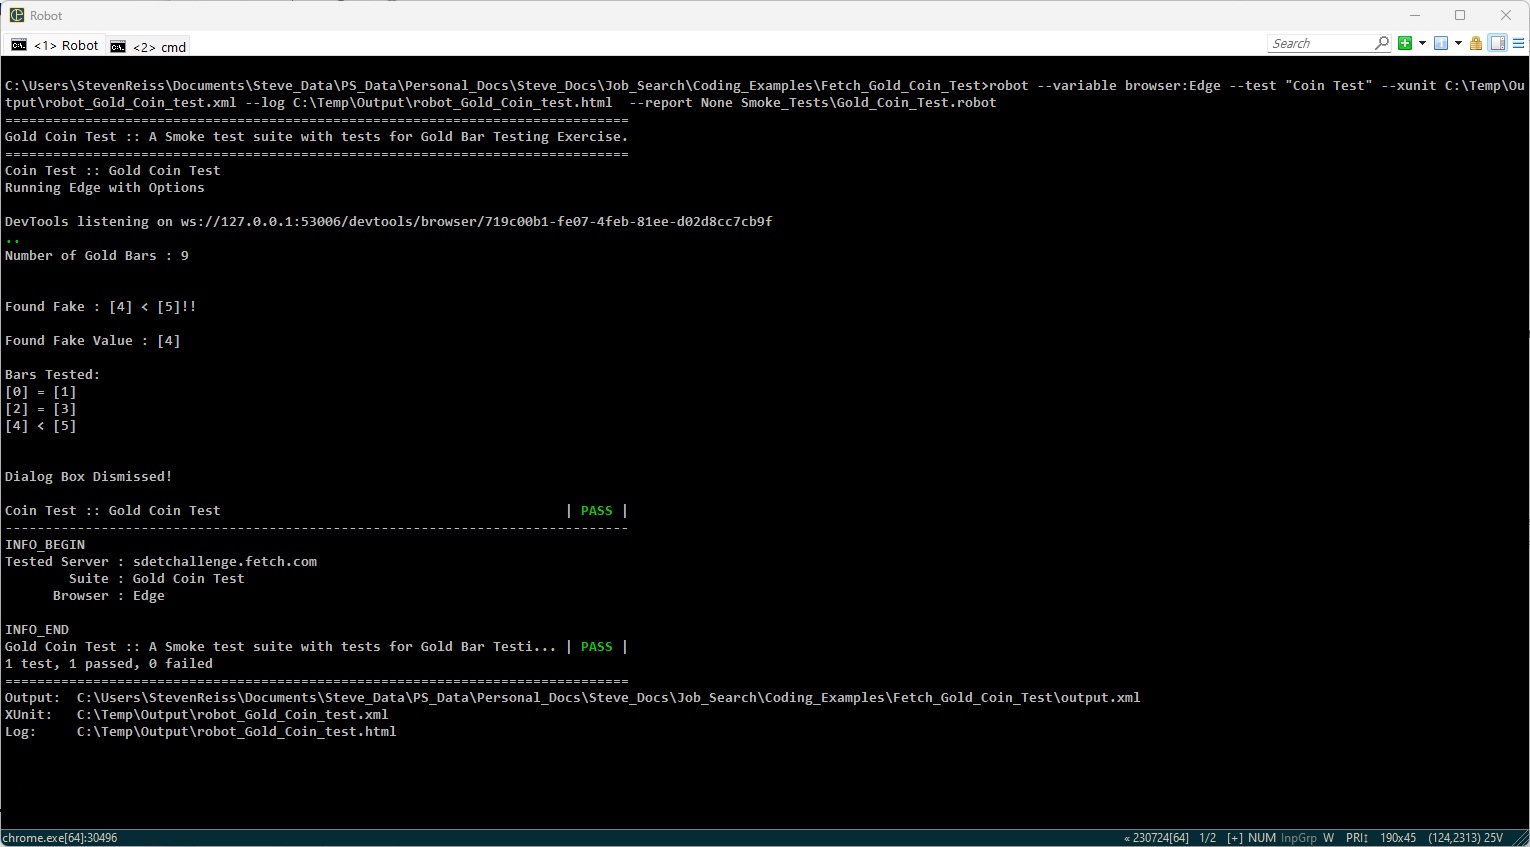 Robot
<1> Robot <2> cmd Search
C:\Users\StevenReiss\Documents\Steve_Data\PS_Data\Personal_Docs\Steve_Docs\Job_Search\Coding_Examples\Fetch_Gold_Coin_Test>robot --variable browser:Edge --test "Coin Test" --xunit C:\Temp\Ou
tput\robot_Gold_Coin_test.xml --log C:\Temp\Output\robot_Gold_Coin_test.html  --report None Smoke_Tests\Gold_Coin_Test.robot
==============================================================================
Gold Coin Test :: A Smoke test suite with tests for Gold Bar Testing Exercise.
==============================================================================
Coin Test :: Gold Coin Test
Running Edge with Options
DevTools listening on ws://127.0.0.1:53006/devtools/browser/719c00b1-fe07-4feb-81ee-d02d8cc7cb9f
..
Number of Gold Bars : 9
Found Fake : [4] < [5]!!
Found Fake Value : [4]
Bars Tested:
[0] = [1]
[2] = [3]
[4] < [5]
Dialog Box Dismissed!
Coin Test :: Gold Coin Test                                           | PASS |
------------------------------------------------------------------------------
INFO_BEGIN
Tested Server : sdetchallenge.fetch.com
        Suite : Gold Coin Test
      Browser : Edge
INFO_END
Gold Coin Test :: A Smoke test suite with tests for Gold Bar Testi... | PASS |
1 test, 1 passed, 0 failed
==============================================================================
Output:  C:\Users\StevenReiss\Documents\Steve_Data\PS_Data\Personal_Docs\Steve_Docs\Job_Search\Coding_Examples\Fetch_Gold_Coin_Test\output.xml
XUnit:   C:\Temp\Output\robot_Gold_Coin_test.xml
Log:     C:\Temp\Output\robot_Gold_Coin_test.html
chrome.exe[64]:30496 « 230724[64] 1/2 [+] NUM InpGrp W PRI↕ 190x45 (124,2313) 25V